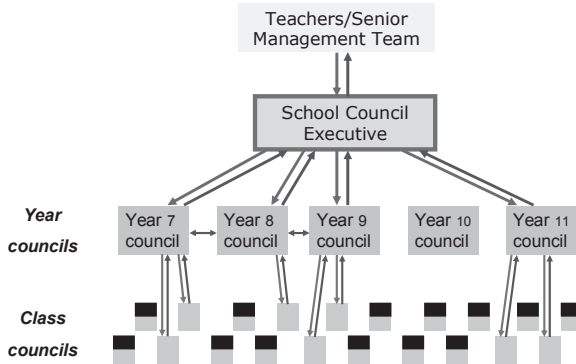 Teachers/Senior
Management Team
School Council
Executive
Year
councils
Year 7
council
Year 8
council
Year 9
council
Year 10
council
Year 11
council
Class
councils